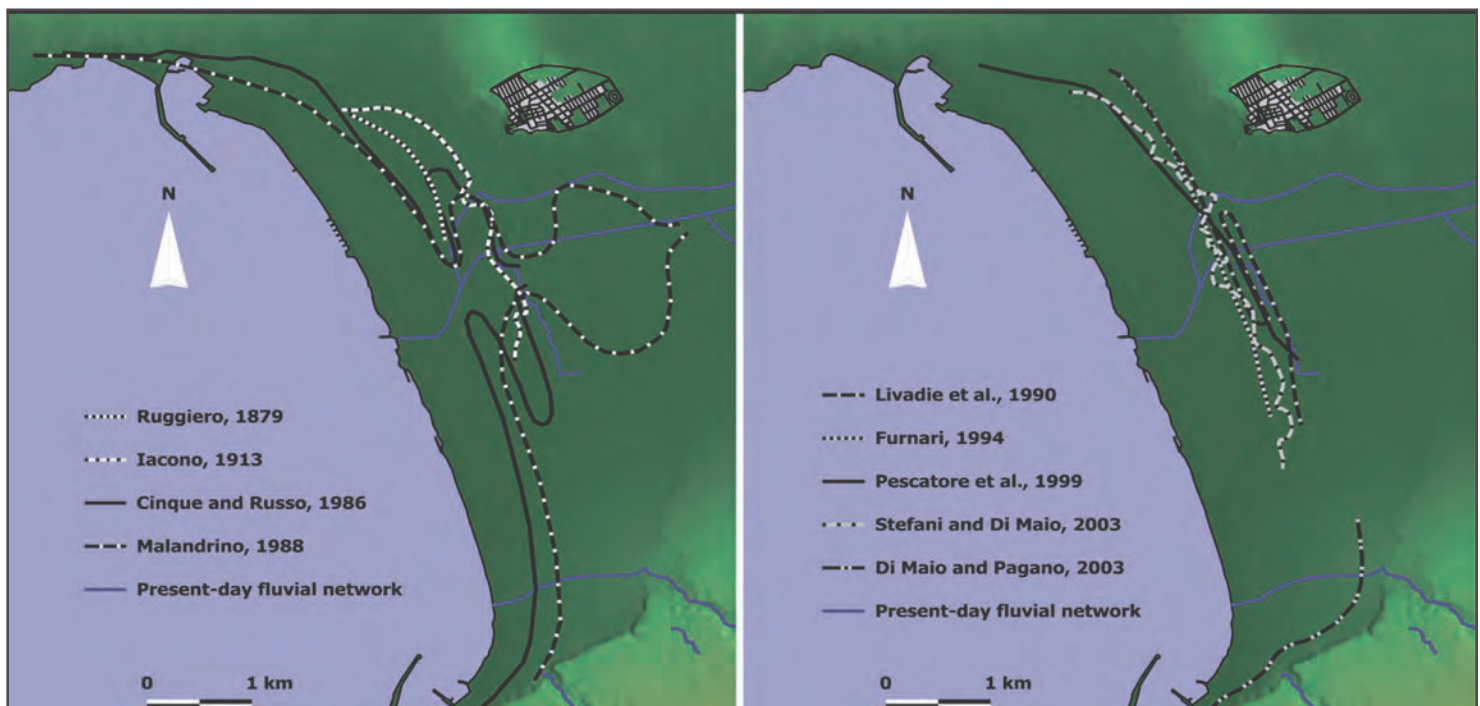 N
Ruggiero, 1879
Iacono, 1913
Cinque and Russo, 1986
Malandrino, 1988
Present-day fluvial network
0 1 km
N
Livadie et al., 1990
Furnari, 1994
Pescatore et al., 1999
Stefani and Di Maio, 2003
Di Maio and Pagano, 2003
Present-day fluvial network
0 1 km